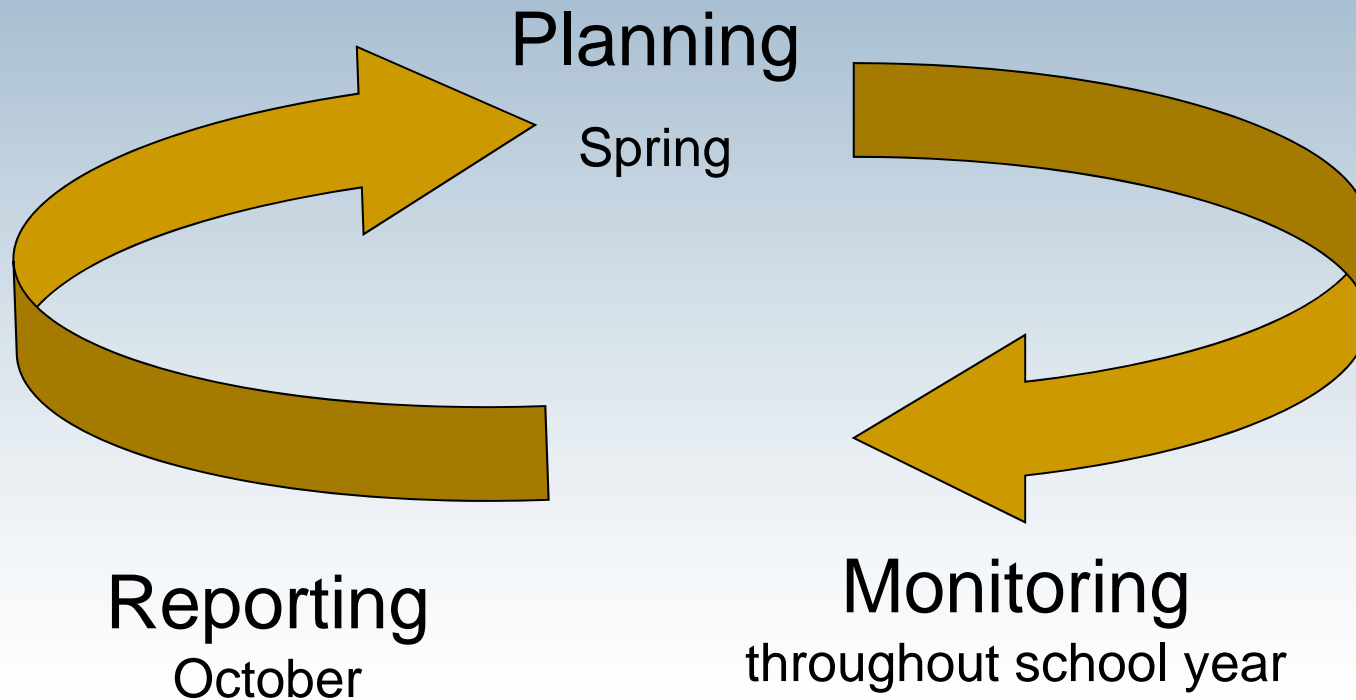 Planning
Spring
Reporting
October
Monitoring
throughout school year